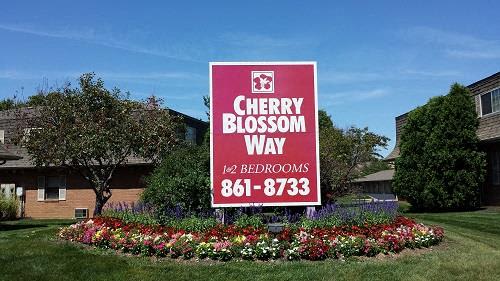 CHERRY
BLOSSOM
WAY
1&2 BEDROOMS
861-8733